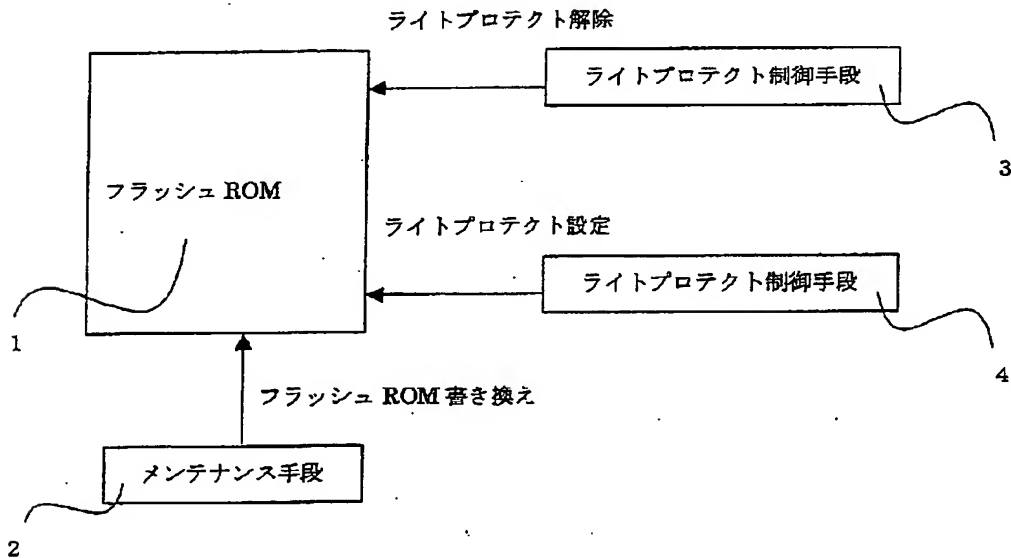 ライトプロテクト解除
ライトプロテクト制御手段
3
フラッシュ ROM
ライトプロテクト設定
ライトプロテクト制御手段
1
4
フラッシュ ROM 書き換え
メンテナンス手段
2